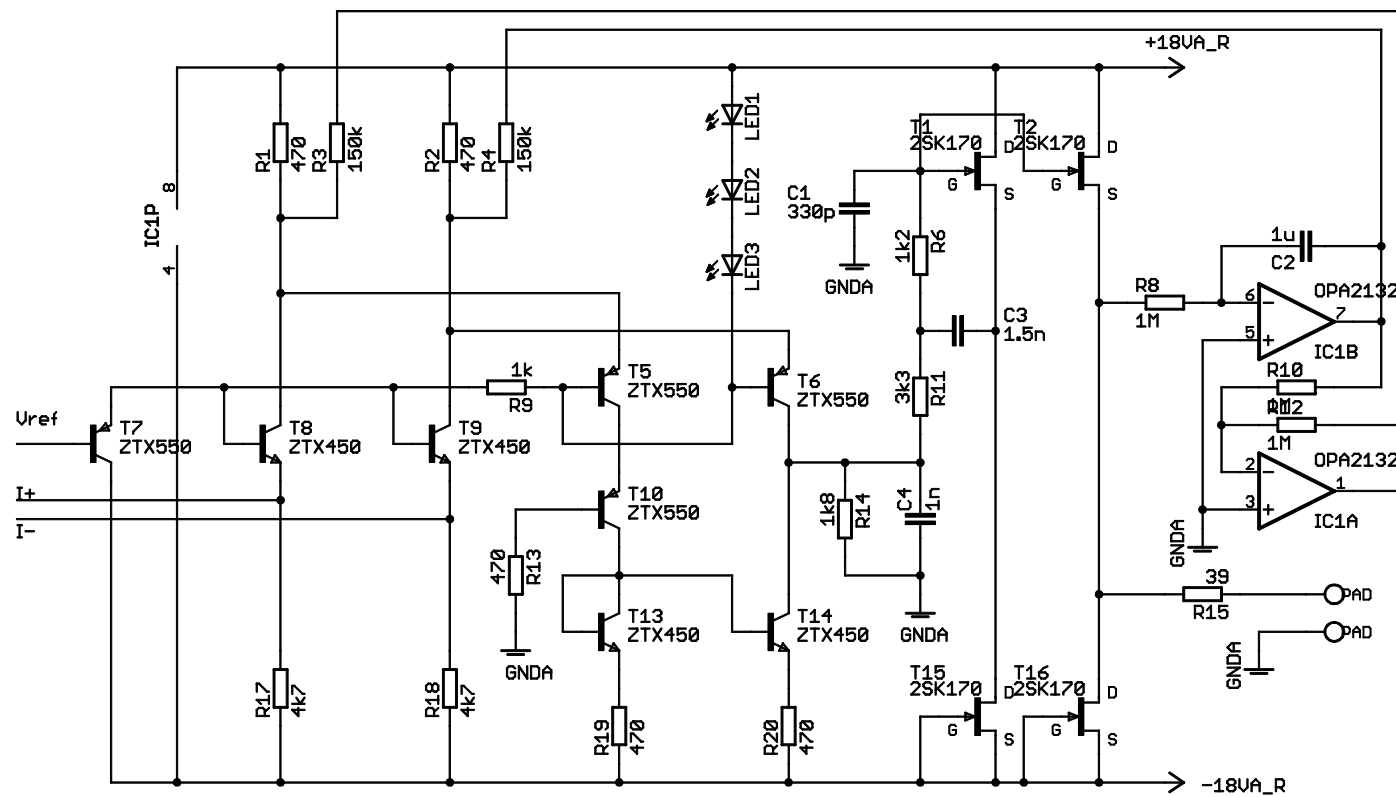 +18VA_R
R1
470
R3
150k
R2
470
R4
150k
LED1
LED2
LED3
T1
2SK170
D
G
S
T2
2SK170
D
G
S
C1
330p
GNDA
1k2
R6
IC1P
8
4
C3
1.5n
3k3
R11
R8
1M
1u
C2
6
5
7
OPA2132
IC1B
R10
1M
R12
1M
OPA2132
2
3
1
IC1A
GNDA
1k
R9
T5
ZTX550
T6
ZTX550
Vref
T7
ZTX550
T8
ZTX450
T9
ZTX450
I+
I-
T10
ZTX550
470
R13
GNDA
1k8
R14
C4
1n
GNDA
T13
ZTX450
T14
ZTX450
39
R15
PAD
PAD
GNDA
R17
4k7
R18
4k7
R19
470
R20
470
T15
2SK170
D
G
S
T16
2SK170
D
G
S
-18VA_R